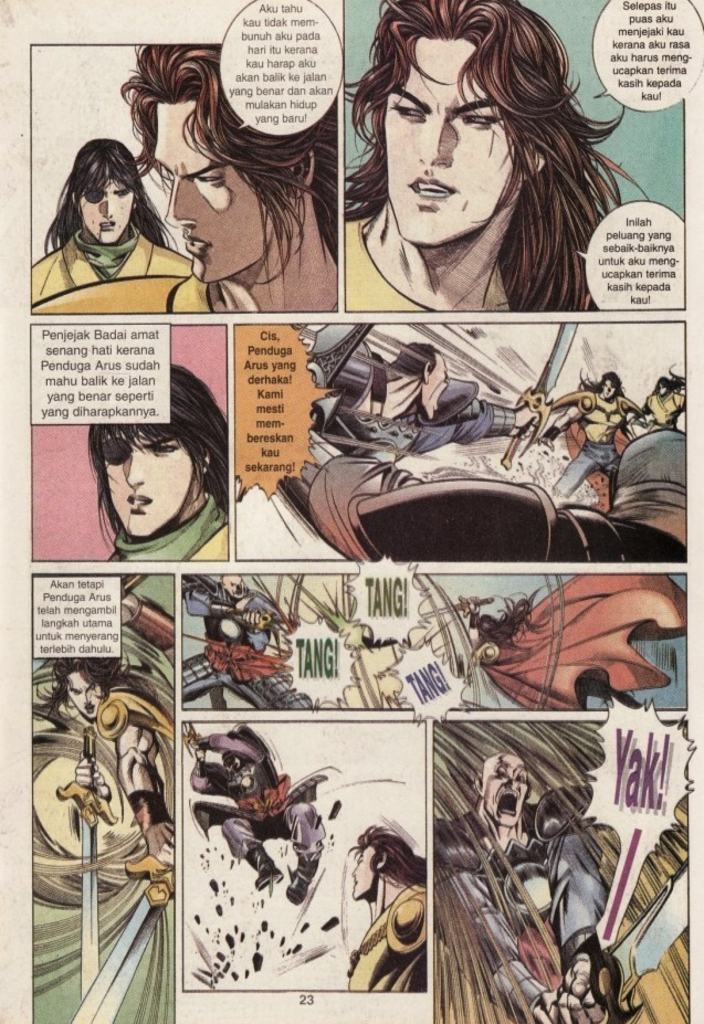 Aku tahu
kau tidak mem-
bunuh aku pada
hari itu kerana
kau harap aku
akan balik ke jalan
yang benar dan akan
mulakan hidup
yang baru!
Selepas itu
puas aku
menjejaki kau
kerana aku rasa
aku harus meng-
ucapkan terima
kasih kepada
kau!
Inilah
peluang yang
sebaik-baiknya
untuk aku meng-
ucapkan terima
kasih kepada
kau!
Penjejak Badai amat
senang hati kerana
Penduga Arus sudah
mahu balik ke jalan
yang benar seperti
yang diharapkannya.
Cis,
Penduga
Arus yang
derhaka!
Kami
mesti
mem-
bereskan
kau
sekarang!
Akan tetapi
Penduga Arus
telah mengambil
langkah utama
untuk menyerang
terlebih dahulu.
TANG!
TANG!
TANG!
Yak!
23